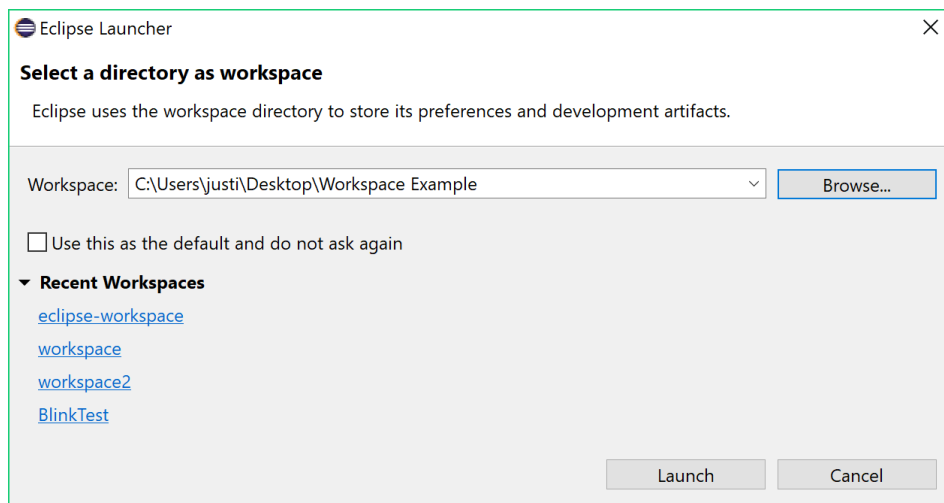 Eclipse Launcher
Select a directory as workspace
Eclipse uses the workspace directory to store its preferences and development artifacts.
Workspace: C:\Users\justi\Desktop\Workspace Example Browse...
Use this as the default and do not ask again
Recent Workspaces
eclipse-workspace
workspace
workspace2
BlinkTest
Launch Cancel